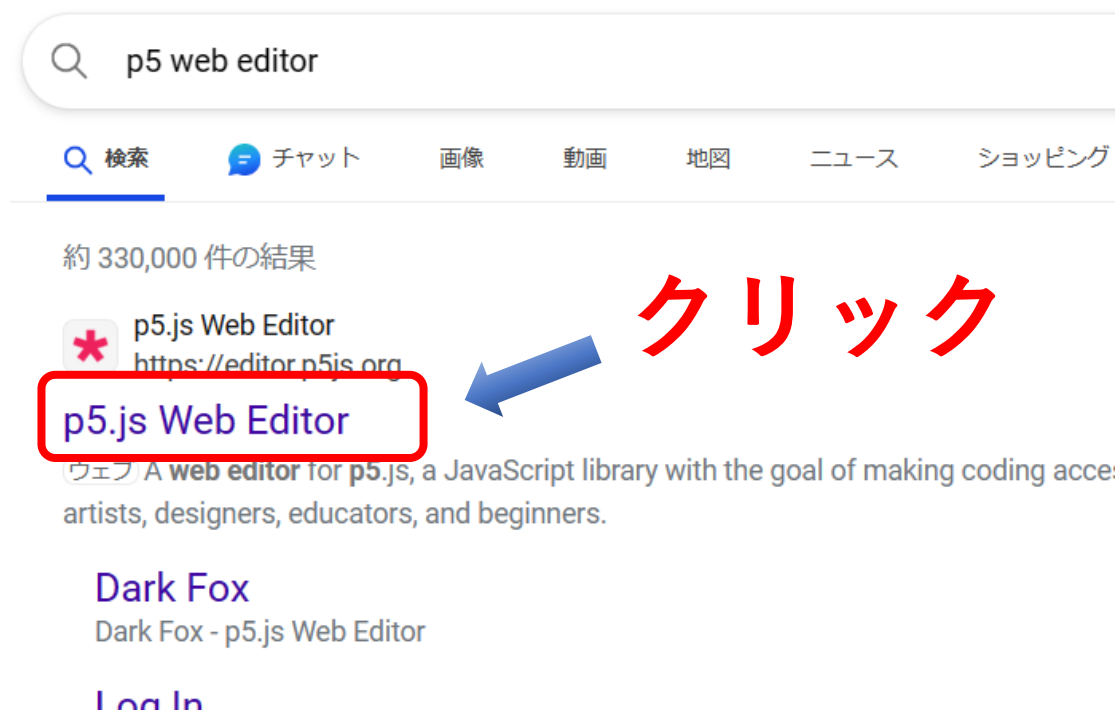 p5 web editor
検索 チャット 画像 動画 地図 ニュース ショッピング
約 330,000 件の結果
クリック
p5.js Web Editor
https://editor.p5js.org
p5.js Web Editor
ウェブ A web editor for p5.js, a JavaScript library with the goal of making coding acce
artists, designers, educators, and beginners.
Dark Fox
Dark Fox - p5.js Web Editor
Log In